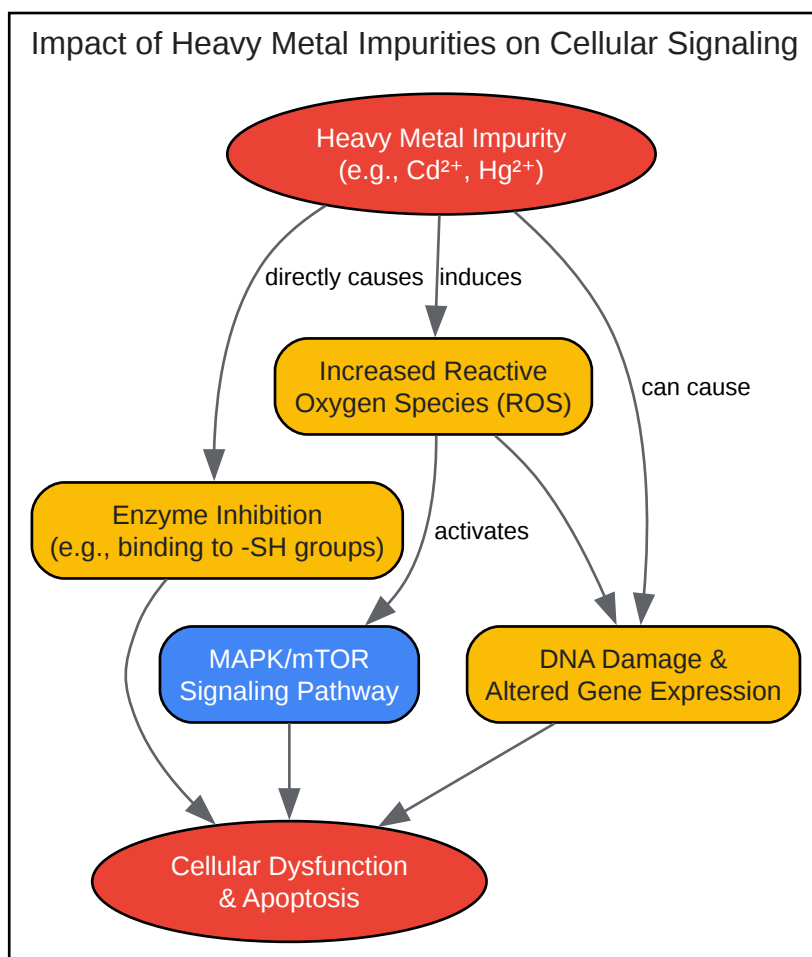 Impact of Heavy Metal Impurities on Cellular Signaling
Heavy Metal Impurity
(e.g., Cd²⁺, Hg²⁺)
directly causes
induces
Increased Reactive
Oxygen Species (ROS)
can cause
Enzyme Inhibition
(e.g., binding to -SH groups)
activates
MAPK/mTOR
Signaling Pathway
DNA Damage &
Altered Gene Expression
Cellular Dysfunction
& Apoptosis